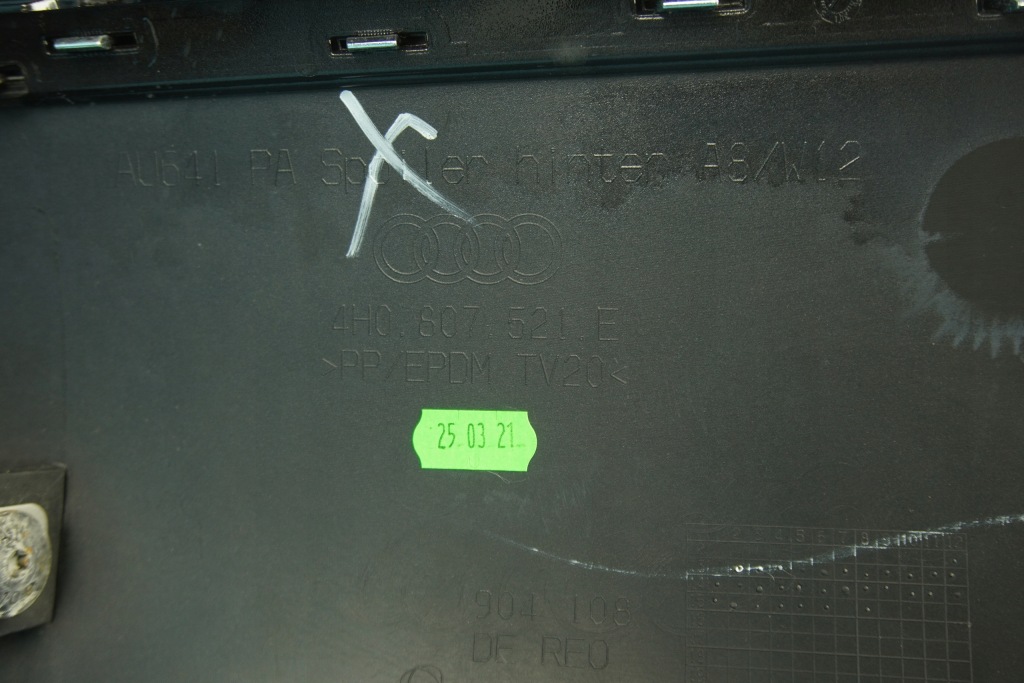 AU641 PA Spoiler hinten A8/W12
4H0.807.521.E
>PP/EPDM TV20<
25 03 21
904 108
DE REO